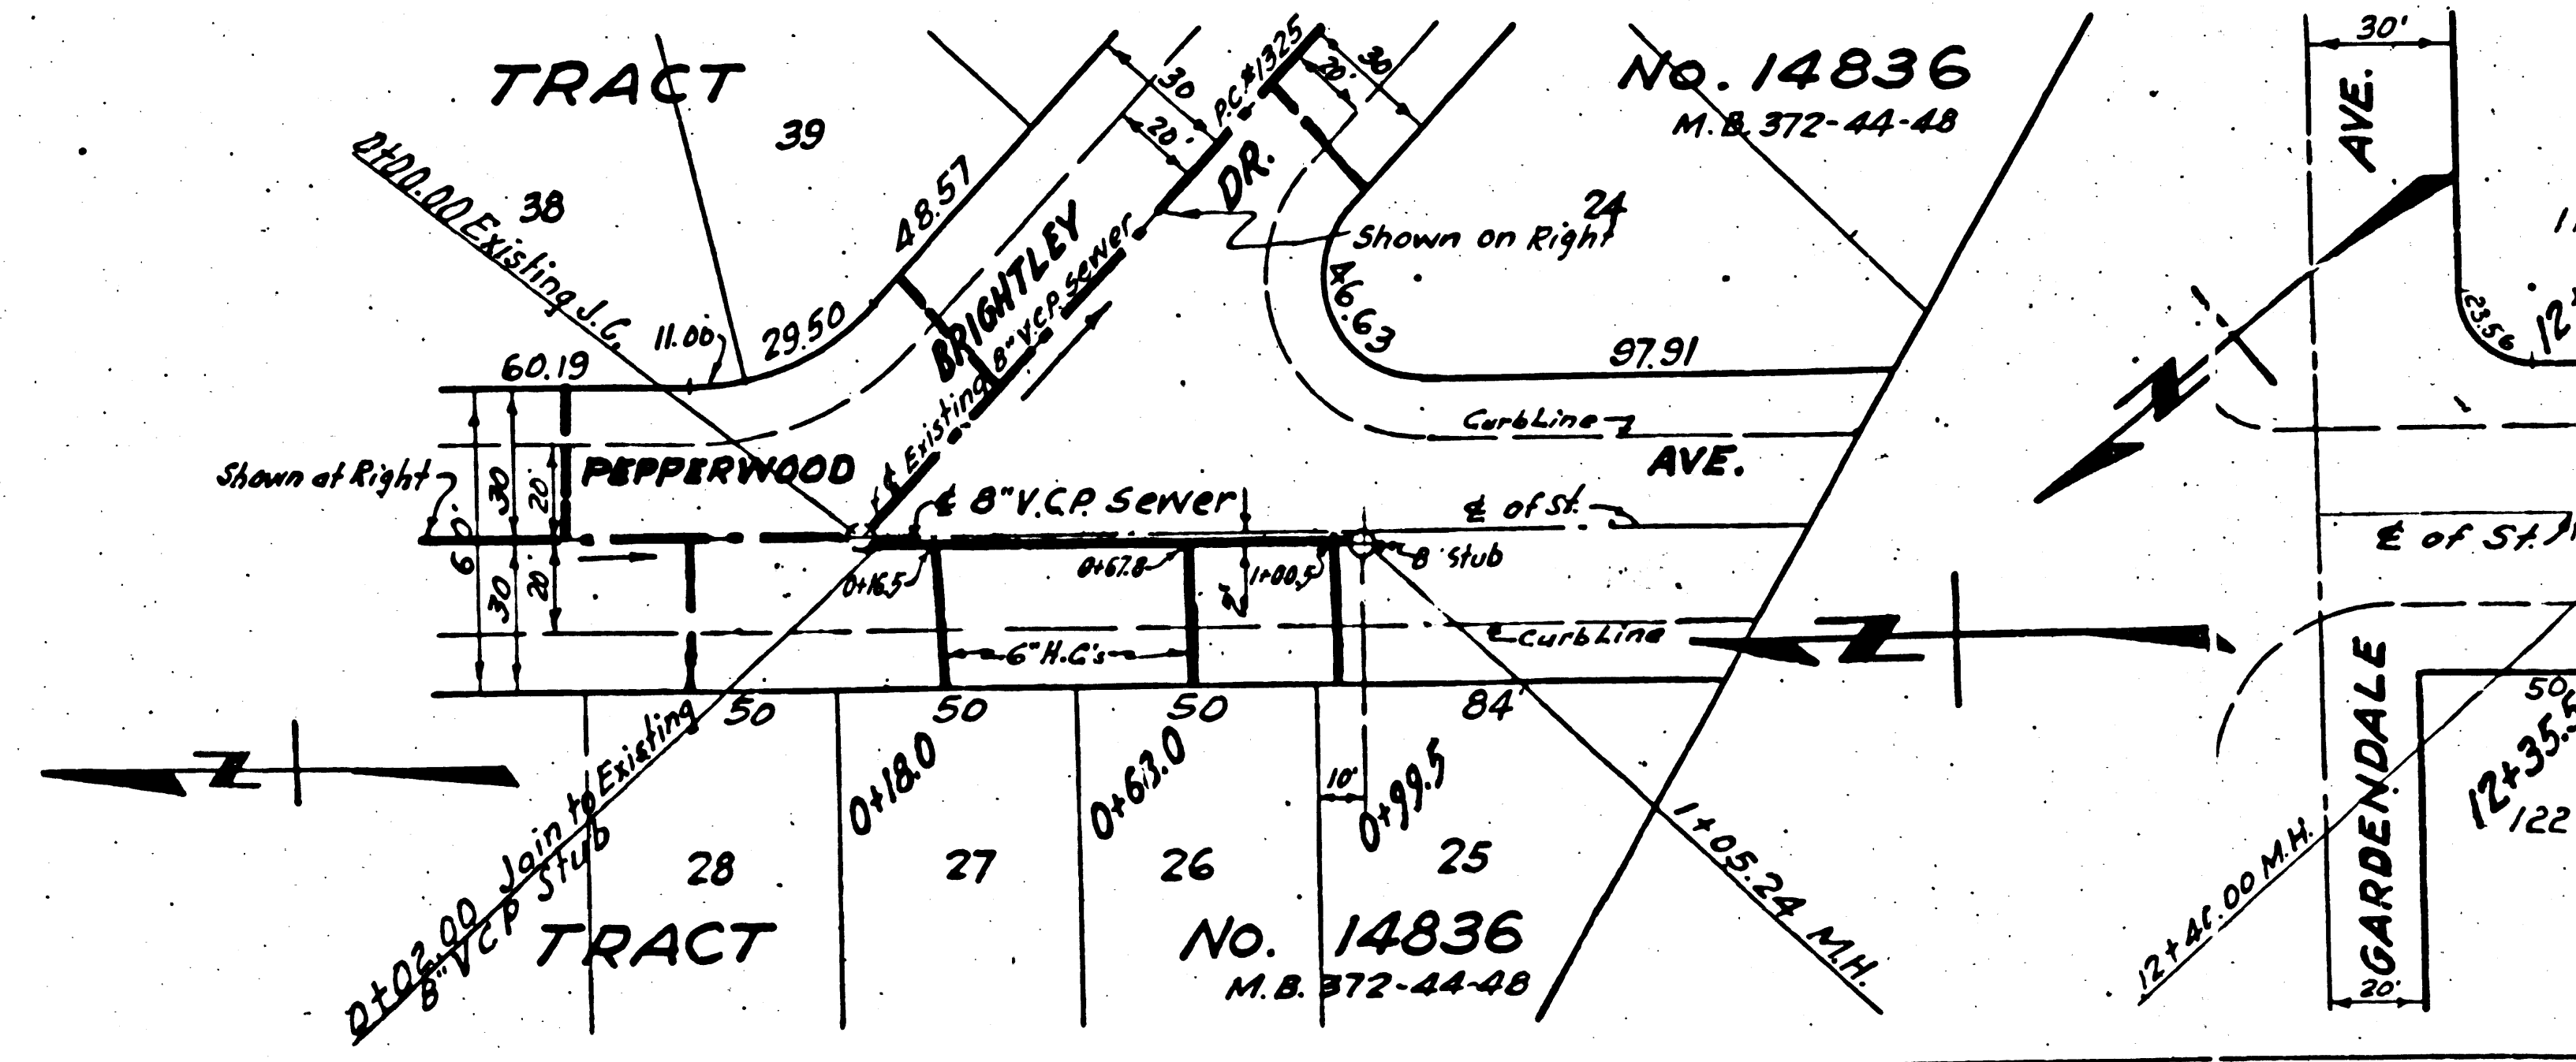 TRACT
No. 14836
M.B. 372-44-48
30'
AVE.
39
38
24
0+00.00 Existing J.C.
48.57
30
20'
P.C.#1325
20'
30
BRIGHTLEY
DR.
Shown on Right
℄ Existing 8" V.C.P. Sewer
46.63
23.56
60.19
11.00
29.50
97.91
Curb Line
AVE.
Shown at Right
PEPPERWOOD
60'
30
20'
30
20'
℄ 8" V.C.P. Sewer
℄ of St.
℄ of St.
0+16.5
0+67.8
2'
1+00.5
8" Stub
6" H.C's
Curb Line
N
N
N
50
50
50
84'
50
0+18.0
0+63.0
10'
0+99.5
12+35.5
122
28
27
26
25
1+05.24 M.H.
12+40.00 M.H.
GARDENDALE
20'
0+02.00 Join to Existing
8" VCP Stub
TRACT
No. 14836
M.B. 372-44-48